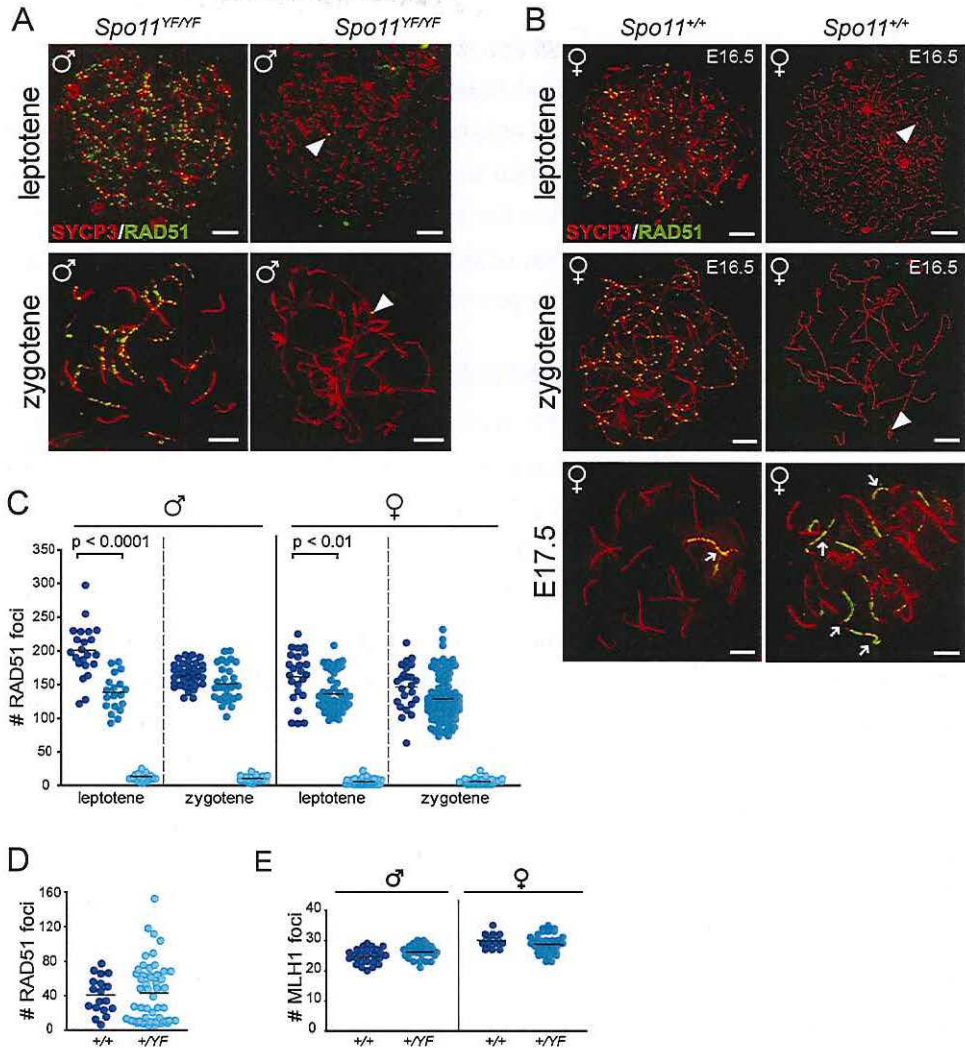 A
Spo11YF/YF
Spo11YF/YF
♂
♂
leptotene
SYCP3/RAD51
♂
♂
zygotene
B
Spo11+/+
Spo11+/+
♀
E16.5
♀
E16.5
leptotene
SYCP3/RAD51
♀
E16.5
♀
E16.5
zygotene
♀
♀
E17.5
C
♂
♀
p < 0.0001
p < 0.01
350
300
250
200
150
100
50
0
# RAD51 foci
leptotene
zygotene
leptotene
zygotene
D
160
120
80
40
0
# RAD51 foci
+/+
+/YF
E
♂
♀
40
30
20
10
0
# MLH1 foci
+/+
+/YF
+/+
+/YF